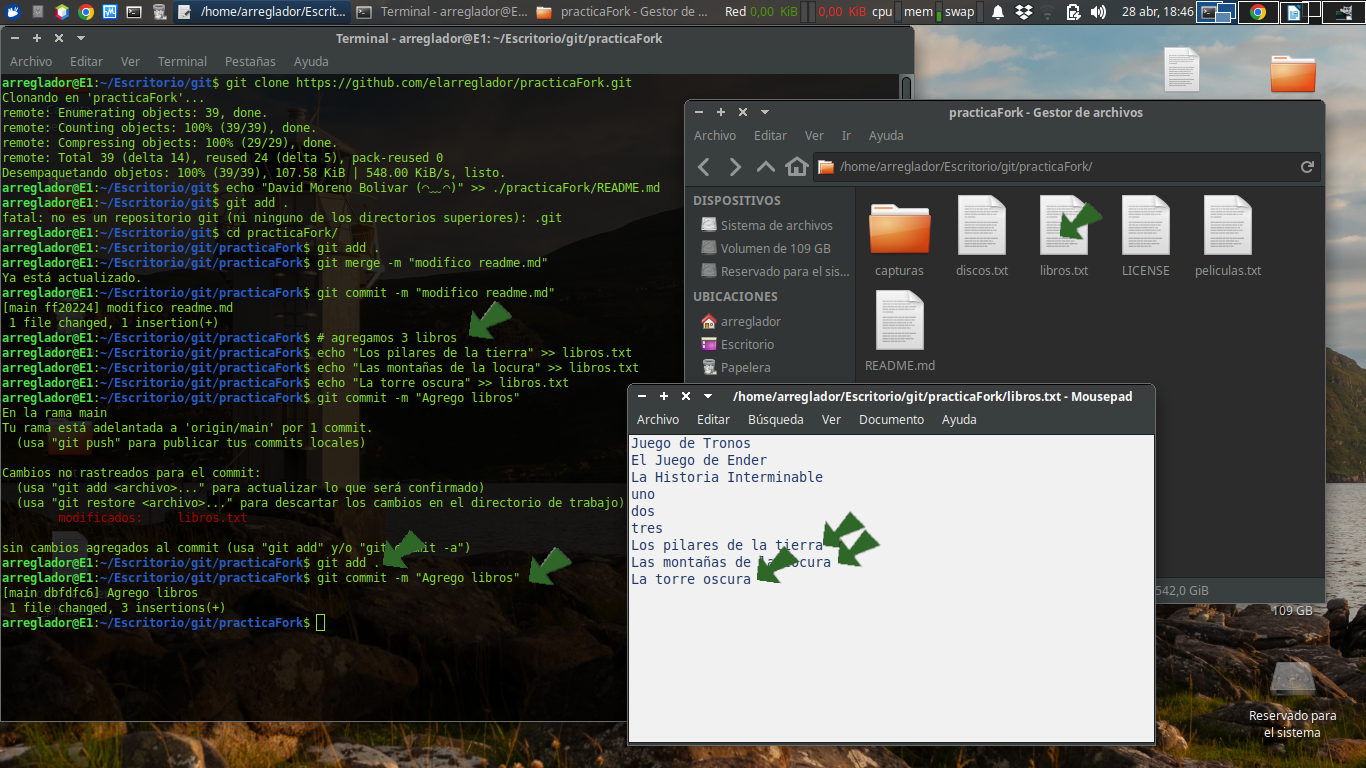 /home/arreglador/Escrit...
Terminal - arreglador@E...
practicaFork - Gestor de ...
Red 0,00 KiB 0,00 KiB cpu mem swap
28 abr, 18:46
Terminal - arreglador@E1: ~/Escritorio/git/practicaFork
Archivo Editar Ver Terminal Pestañas Ayuda
arreglador@E1:~/Escritorio/git$ git clone https://github.com/elarreglador/practicaFork.git
Clonando en 'practicaFork'...
remote: Enumerating objects: 39, done.
remote: Counting objects: 100% (39/39), done.
remote: Compressing objects: 100% (29/29), done.
remote: Total 39 (delta 14), reused 24 (delta 5), pack-reused 0
Desempaquetando objetos: 100% (39/39), 107.58 KiB | 548.00 KiB/s, listo.
arreglador@E1:~/Escritorio/git$ echo "David Moreno Bolivar (◠﹏◠)" >> ./practicaFork/README.md
arreglador@E1:~/Escritorio/git$ git add .
fatal: no es un repositorio git (ni ninguno de los directorios superiores): .git
arreglador@E1:~/Escritorio/git$ cd practicaFork/
arreglador@E1:~/Escritorio/git/practicaFork$ git add .
arreglador@E1:~/Escritorio/git/practicaFork$ git merge -m "modifico readme.md"
Ya está actualizado.
arreglador@E1:~/Escritorio/git/practicaFork$ git commit -m "modifico readme.md"
[main ff20224] modifico readme.md
1 file changed, 1 insertion(+)
arreglador@E1:~/Escritorio/git/practicaFork$ # agregamos 3 libros
arreglador@E1:~/Escritorio/git/practicaFork$ echo "Los pilares de la tierra" >> libros.txt
arreglador@E1:~/Escritorio/git/practicaFork$ echo "Las montañas de la locura" >> libros.txt
arreglador@E1:~/Escritorio/git/practicaFork$ echo "La torre oscura" >> libros.txt
arreglador@E1:~/Escritorio/git/practicaFork$ git commit -m "Agrego libros"
En la rama main
Tu rama está adelantada a 'origin/main' por 1 commit.
(usa "git push" para publicar tus commits locales)
Cambios no rastreados para el commit:
(usa "git add <archivo>..." para actualizar lo que será confirmado)
(usa "git restore <archivo>..." para descartar los cambios en el directorio de trabajo)
modificados: libros.txt
sin cambios agregados al commit (usa "git add" y/o "git commit -a")
arreglador@E1:~/Escritorio/git/practicaFork$ git add .
arreglador@E1:~/Escritorio/git/practicaFork$ git commit -m "Agrego libros"
[main dbfdfc6] Agrego libros
1 file changed, 3 insertions(+)
arreglador@E1:~/Escritorio/git/practicaFork$
practicaFork - Gestor de archivos
Archivo Editar Ver Ir Ayuda
/home/arreglador/Escritorio/git/practicaFork/
DISPOSITIVOS
Sistema de archivos
Volumen de 109 GB
Reservado para el sis...
UBICACIONES
arreglador
Escritorio
Papelera
capturas
discos.txt
libros.txt
LICENSE
peliculas.txt
README.md
542,0 GiB
/home/arreglador/Escritorio/git/practicaFork/libros.txt - Mousepad
Archivo Editar Búsqueda Ver Documento Ayuda
Juego de Tronos
El Juego de Ender
La Historia Interminable
uno
dos
tres
Los pilares de la tierra
Las montañas de la locura
La torre oscura
109 GB
Reservado para
el sistema